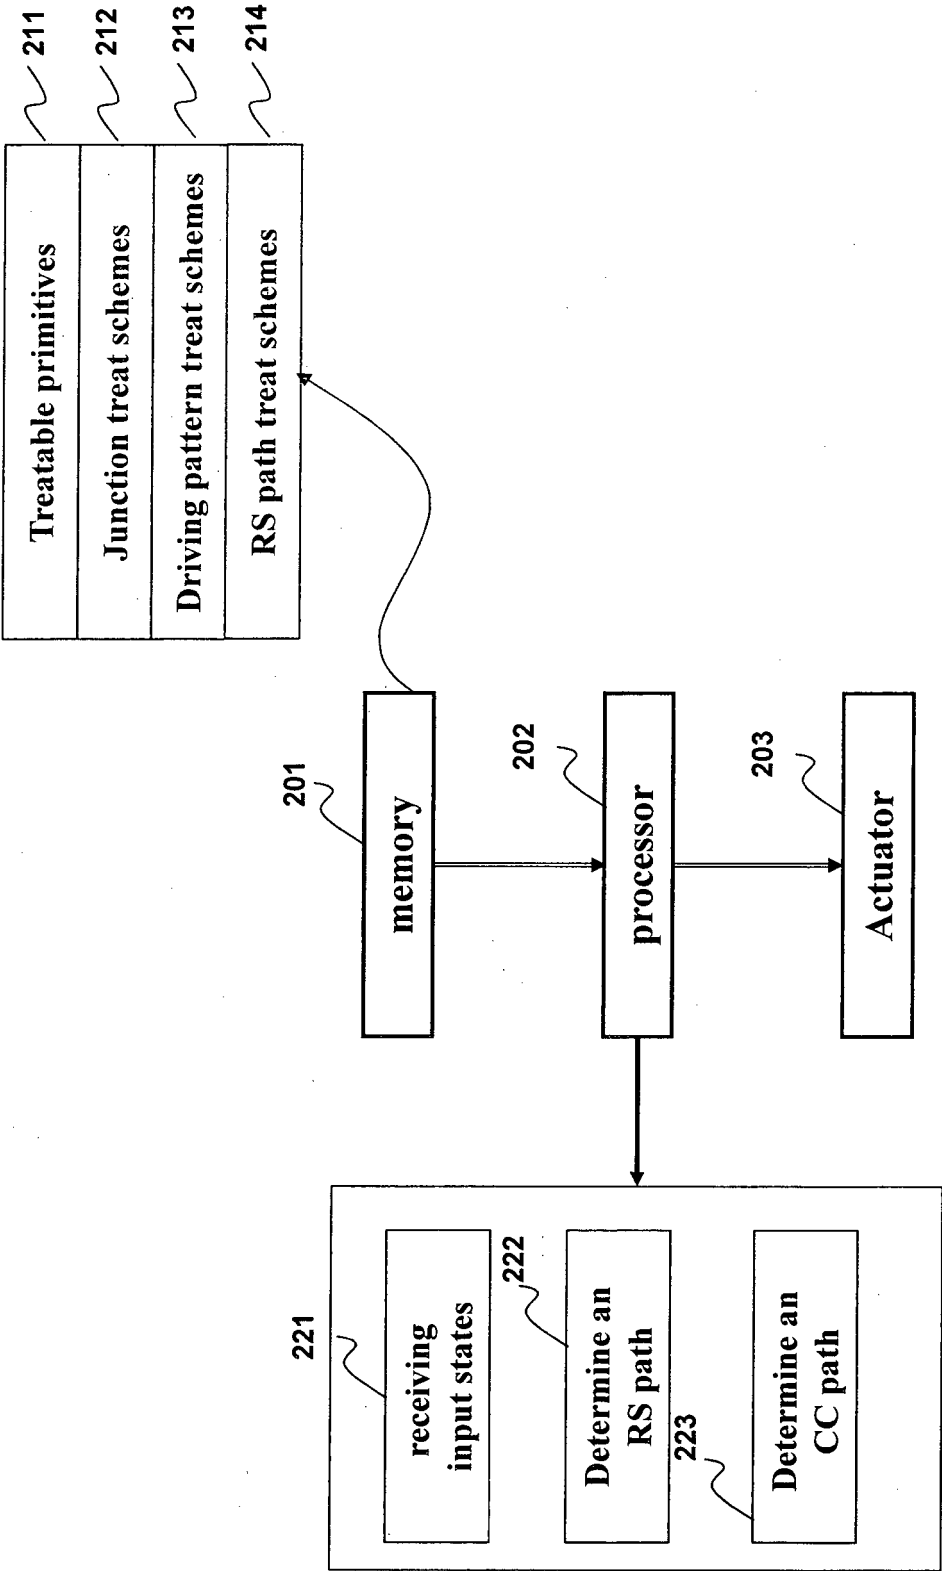 Treatable primitives
211
Junction treat schemes
212
Driving pattern treat schemes
213
RS path treat schemes
214
201
memory
202
processor
203
Actuator
221
receiving
input states
222
Determine an
RS path
223
Determine an
CC path